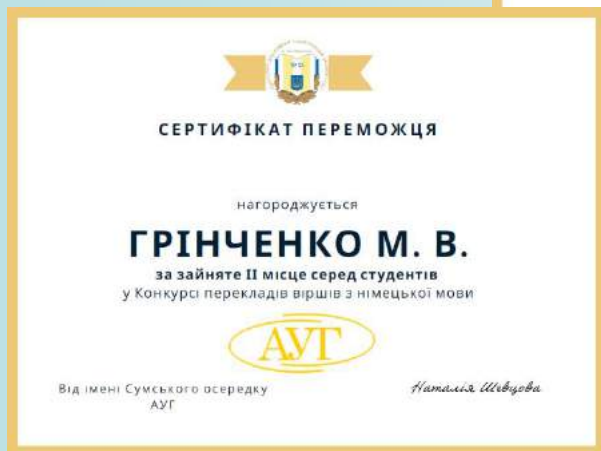 СЕРТИФІКАТ ПЕРЕМОЖЦЯ
нагороджується
ГРІНЧЕНКО М. В.
за зайняте ІІ місце серед студентів
у Конкурсі перекладів віршів з німецької мови
АУГ
Від імені Сумського осередку
АУГ
Наталія Шевцова